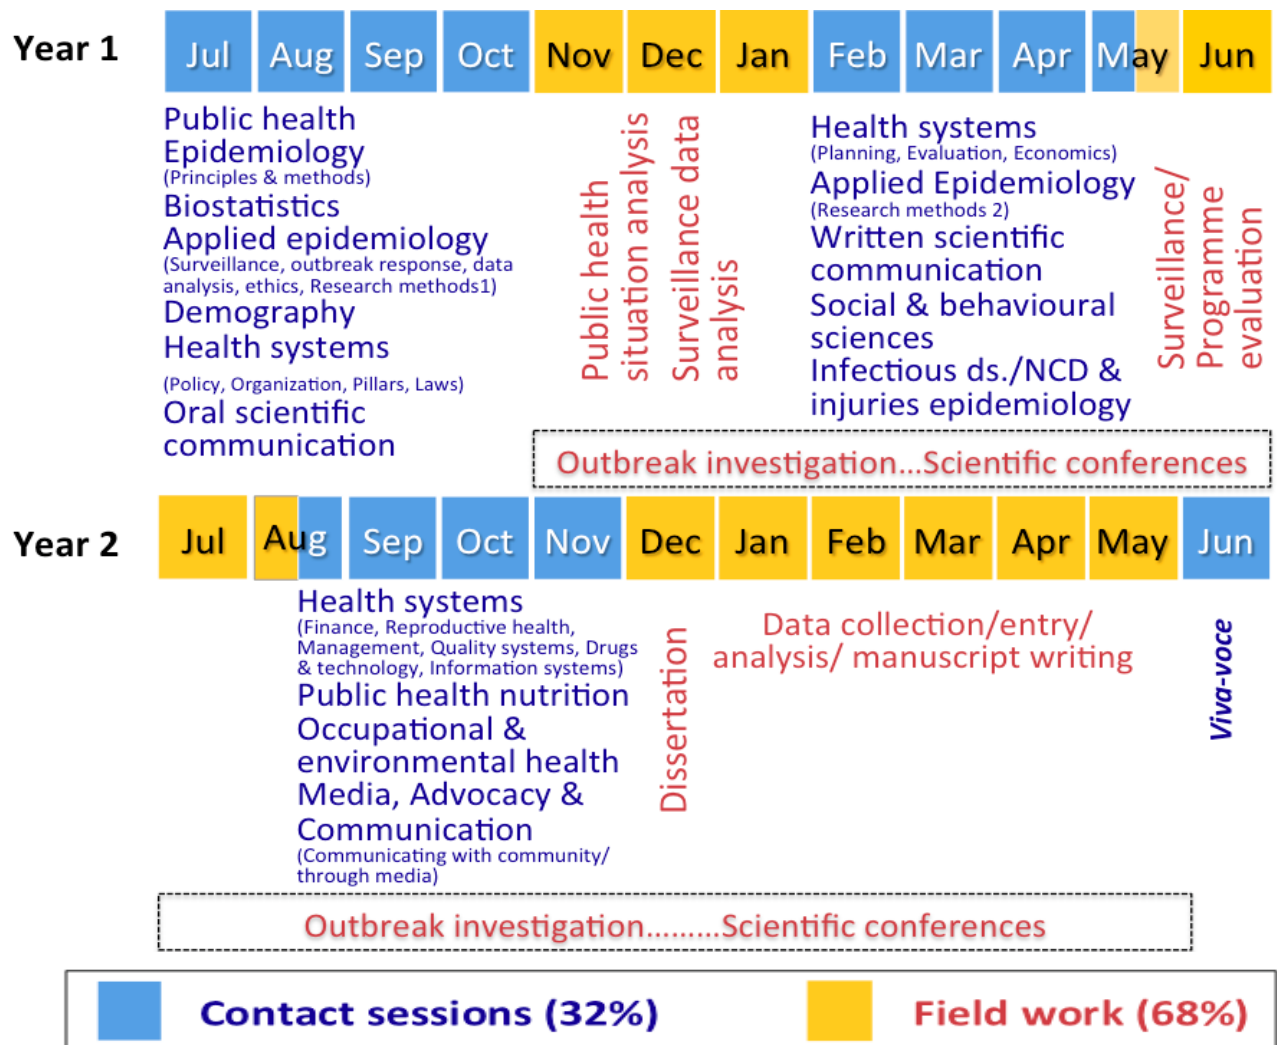 Year 1
Jul Aug Sep Oct Nov Dec Jan Feb Mar Apr May Jun
Public health
Epidemiology
(Principles & methods)
Biostatistics
Applied epidemiology
(Surveillance, outbreak response, data
analysis, ethics, Research methods1)
Demography
Health systems
(Policy, Organization, Pillars, Laws)
Oral scientific
communication
Public health
situation analysis
Surveillance data
analysis
Health systems
(Planning, Evaluation, Economics)
Applied Epidemiology
(Research methods 2)
Written scientific
communication
Social & behavioural
sciences
Infectious ds./NCD &
injuries epidemiology
Surveillance/
Programme
evaluation
Outbreak investigation...Scientific conferences
Year 2
Jul Aug Sep Oct Nov Dec Jan Feb Mar Apr May Jun
Health systems
(Finance, Reproductive health,
Management, Quality systems, Drugs
& technology, Information systems)
Public health nutrition
Occupational &
environmental health
Media, Advocacy &
Communication
(Communicating with community/
through media)
Dissertation
Data collection/entry/
analysis/ manuscript writing
Viva-voce
Outbreak investigation.........Scientific conferences
Contact sessions (32%)
Field work (68%)